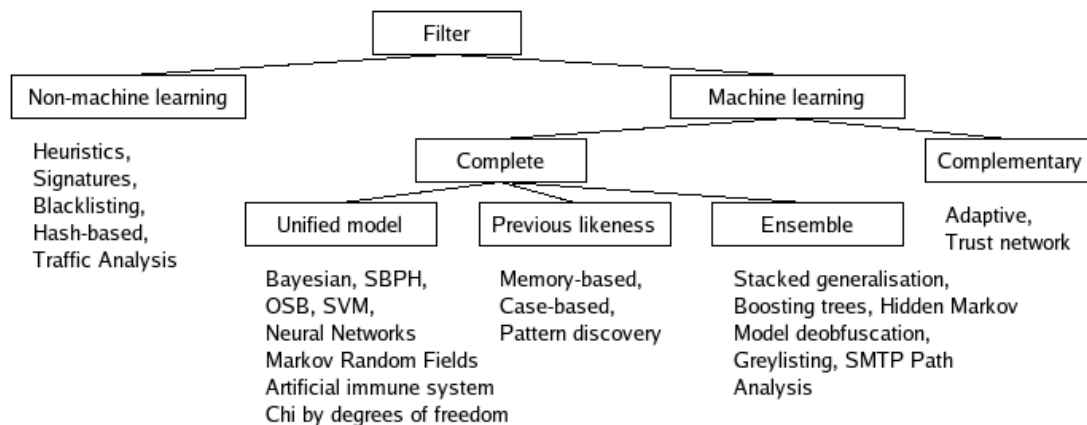 Filter
Non-machine learning
Machine learning
Heuristics,
Signatures,
Blacklisting,
Hash-based,
Traffic Analysis
Complete
Complementary
Adaptive,
Trust network
Unified model
Previous likeness
Ensemble
Bayesian, SBPH,
OSB, SVM,
Neural Networks
Markov Random Fields
Artificial immune system
Chi by degrees of freedom
Memory-based,
Case-based,
Pattern discovery
Stacked generalisation,
Boosting trees, Hidden Markov
Model deobfuscation,
Greylisting, SMTP Path
Analysis